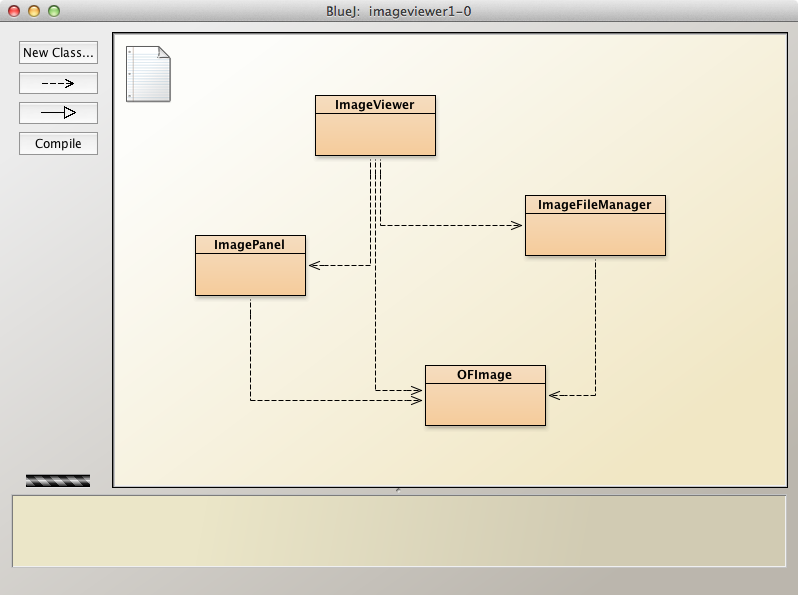 BlueJ: imageviewer1-0
New Class...
Compile
ImageViewer
ImageFileManager
ImagePanel
OFImage